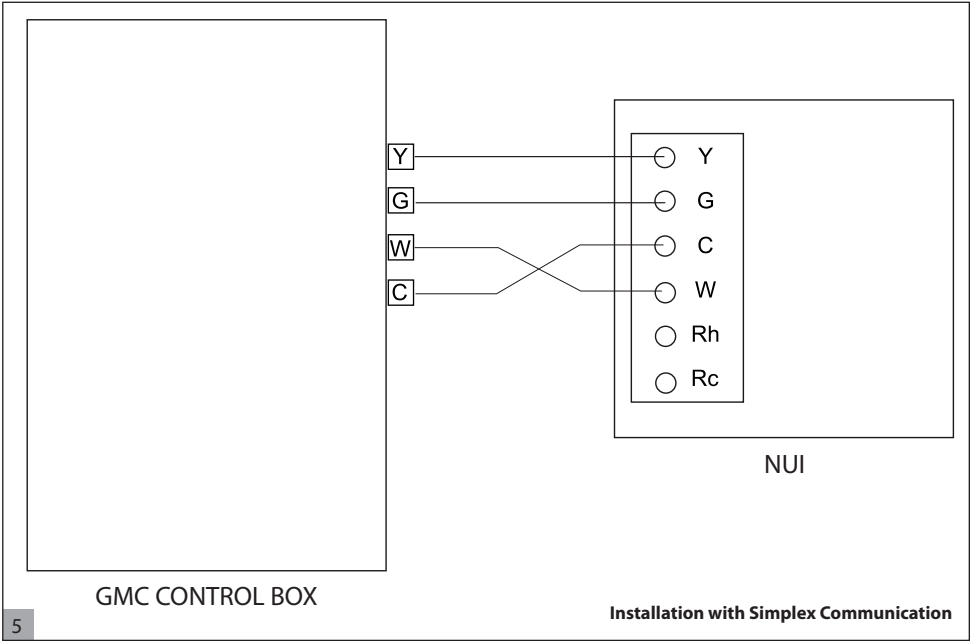 Y
G
W
C
Y
G
C
W
Rh
Rc
NUI
GMC CONTROL BOX
Installation with Simplex Communication
5